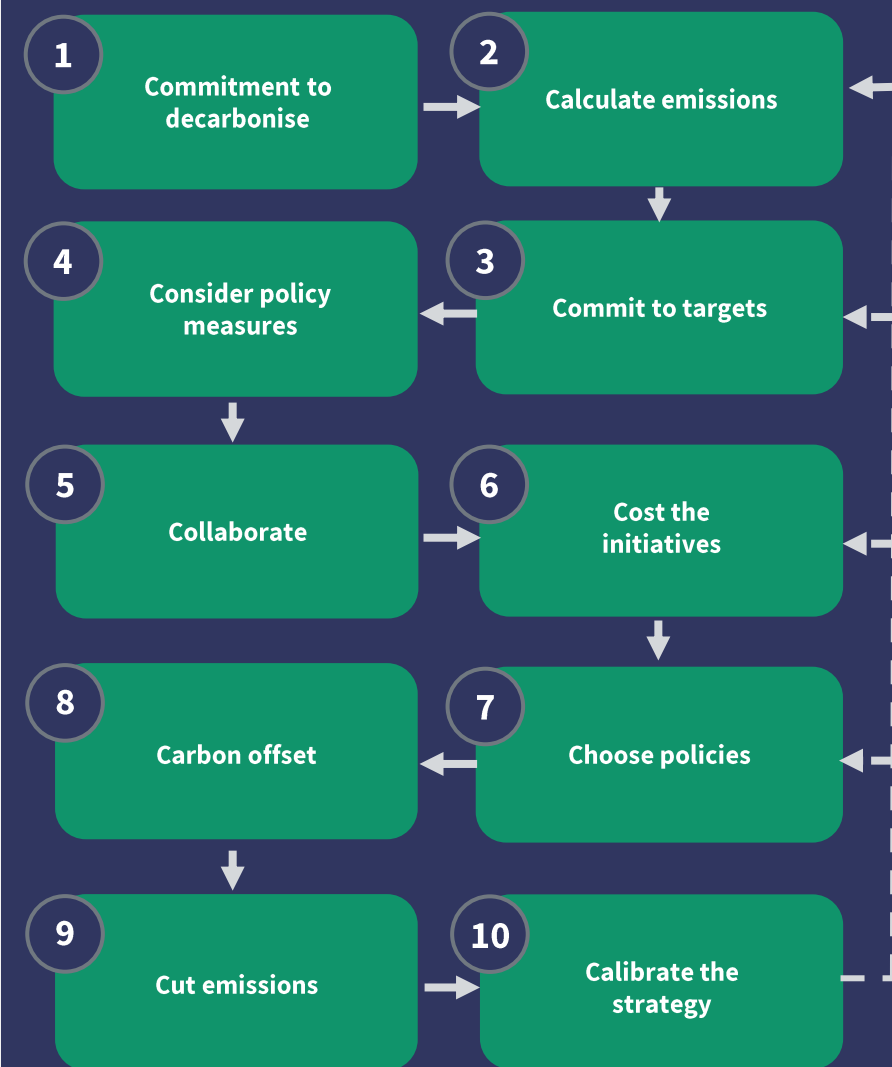 1
Commitment to
decarbonise
2
Calculate emissions
3
Commit to targets
4
Consider policy
measures
5
Collaborate
6
Cost the
initiatives
7
Choose policies
8
Carbon offset
9
Cut emissions
10
Calibrate the
strategy